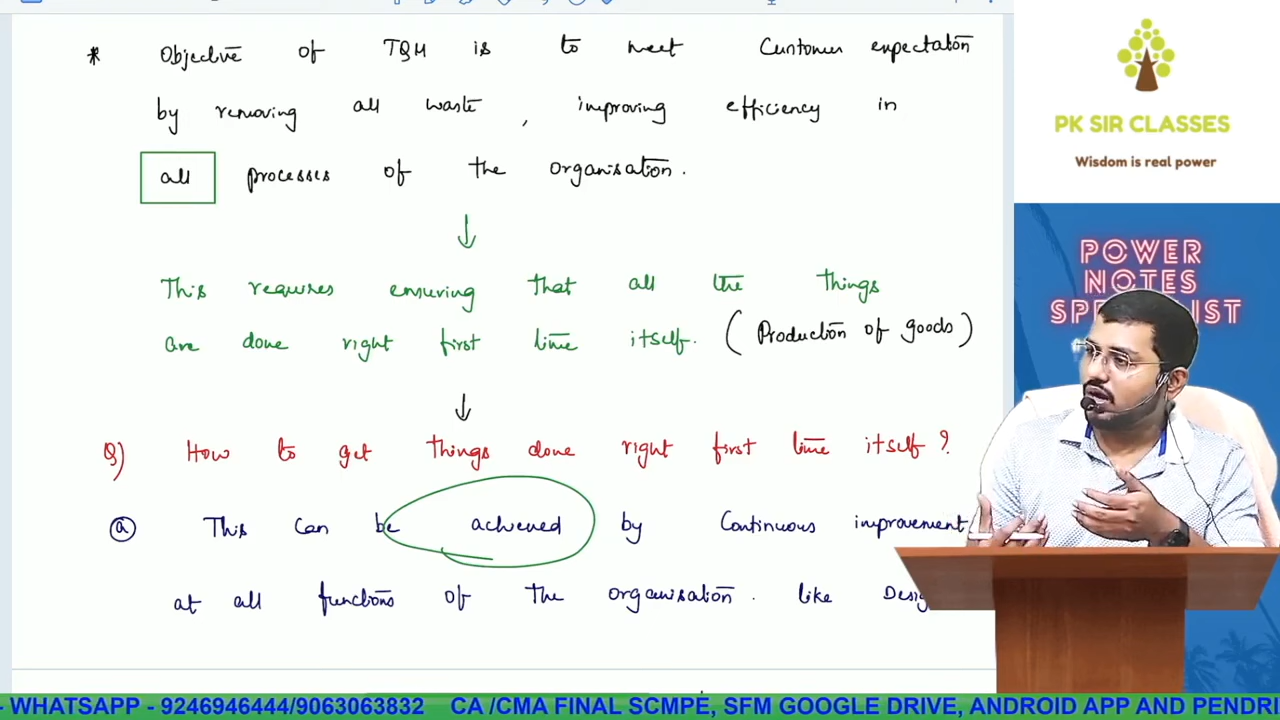 * Objective of TQM is to meet Customer expectation
by removing all waste, improving efficiency in
all processes of the organisation.
↓
This requires ensuring that all the things
are done right first time itself. (Production of goods)
↓
Q) How to get things done right first time itself?
(a) This can be achieved by Continuous improvement
at all functions of the organisation. like
PK SIR CLASSES
Wisdom is real power
POWER
NOTES
- WHATSAPP - 9246946444/9063063832 CA /CMA FINAL SCMPE, SFM GOOGLE DRIVE, ANDROID APP AND PENDRI